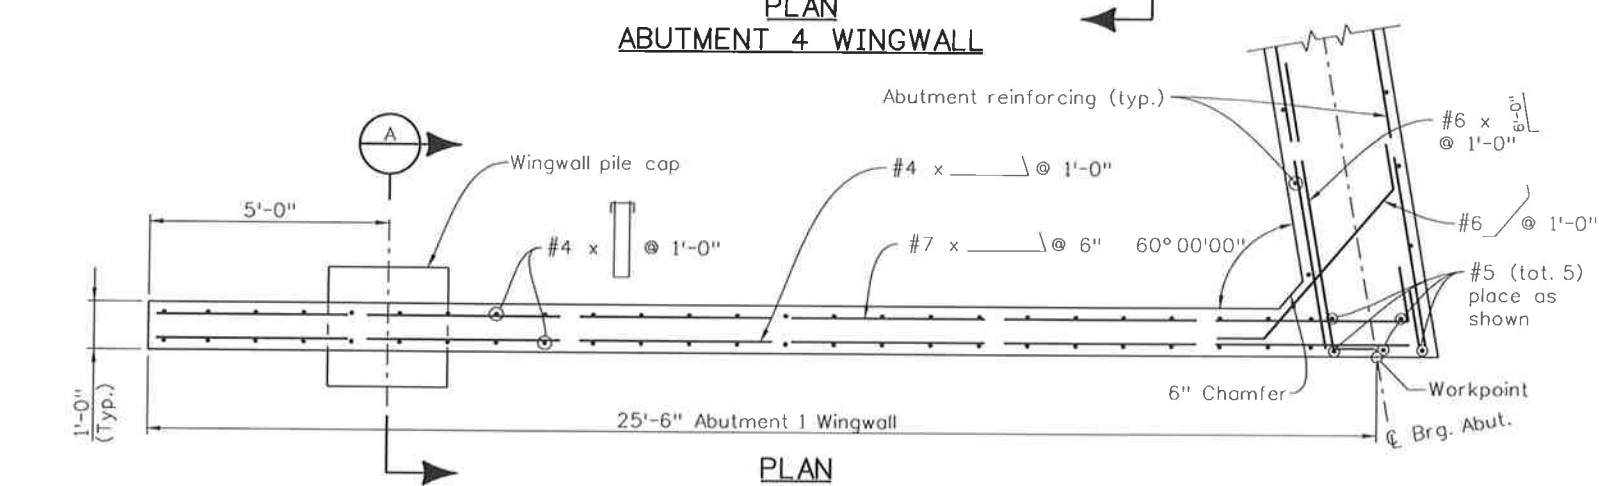 PLAN
ABUTMENT 4 WINGWALL
Abutment reinforcing (typ.)
#6 x 6'-0"
@ 1'-0"
A
Wingwall pile cap
#4 x @ 1'-0"
5'-0"
#4 x @ 1'-0"
#7 x @ 6"
60°00'00"
#6 @ 1'-0"
#5 (tot. 5)
place as
shown
1'-0"
(Typ.)
6" Chamfer
Workpoint
25'-6" Abutment 1 Wingwall
℄ Brg. Abut.
PLAN